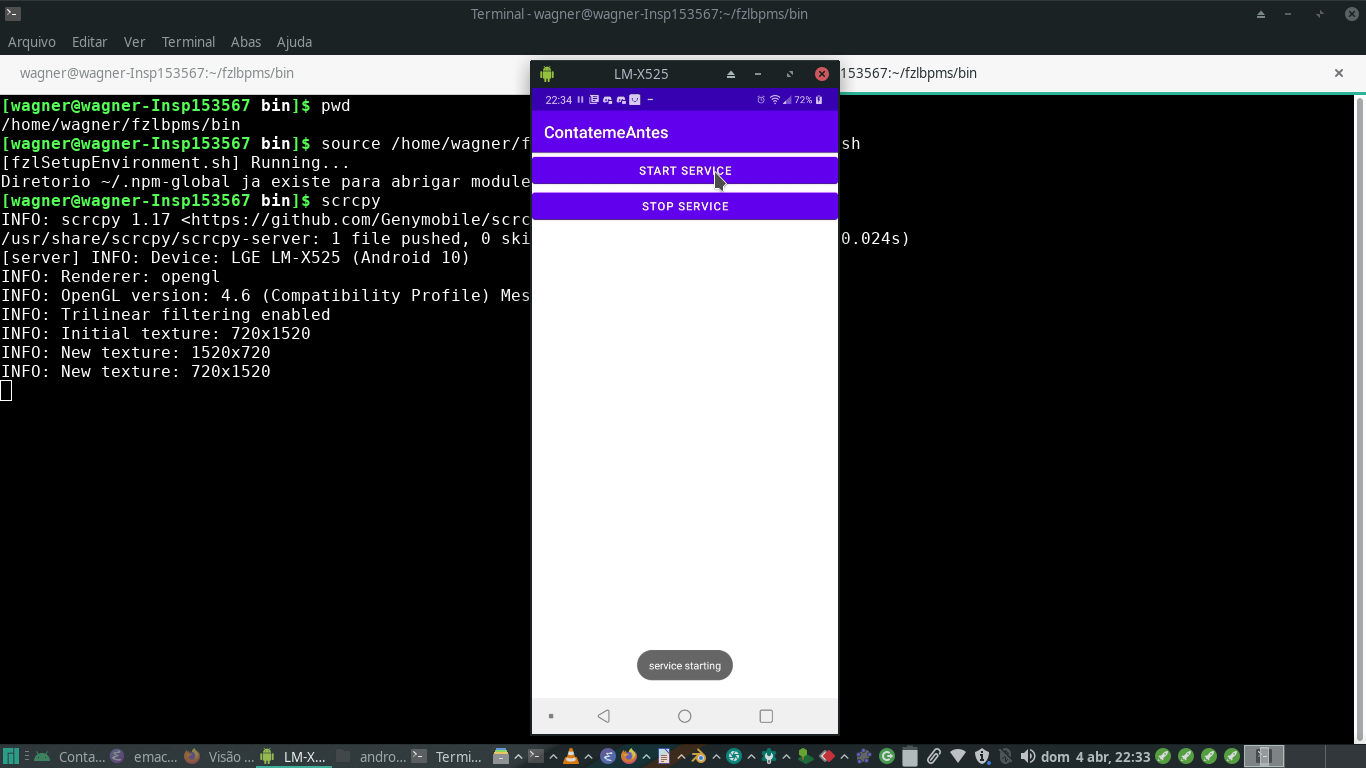 Terminal - wagner@wagner-Insp153567:~/fzlbpms/bin
Arquivo Editar Ver Terminal Abas Ajuda
wagner@wagner-Insp153567:~/fzlbpms/bin
153567:~/fzlbpms/bin
[wagner@wagner-Insp153567 bin]$ pwd
/home/wagner/fzlbpms/bin
[wagner@wagner-Insp153567 bin]$ source /home/wagner/f
sh
[fzlSetupEnvironment.sh] Running...
Diretorio ~/.npm-global ja existe para abrigar module
[wagner@wagner-Insp153567 bin]$ scrcpy
INFO: scrcpy 1.17 <https://github.com/Genymobile/scrc
/usr/share/scrcpy/scrcpy-server: 1 file pushed, 0 ski
0.024s)
[server] INFO: Device: LGE LM-X525 (Android 10)
INFO: Renderer: opengl
INFO: OpenGL version: 4.6 (Compatibility Profile) Mes
INFO: Trilinear filtering enabled
INFO: Initial texture: 720x1520
INFO: New texture: 1520x720
INFO: New texture: 720x1520
LM-X525
22:34
72%
ContatemeAntes
START SERVICE
STOP SERVICE
service starting
Conta... emac... Visão ... LM-X... andro... Termi... dom 4 abr, 22:33